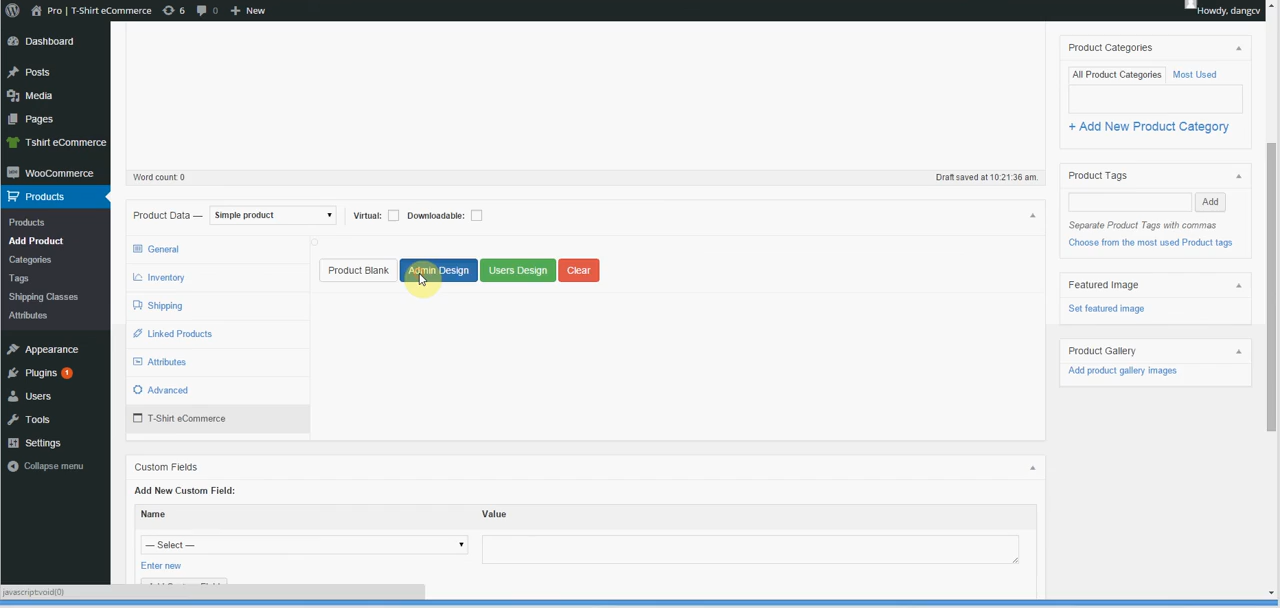 Pro | T-Shirt eCommerce 6 0 New Howdy, dangcv
Dashboard
Posts
Media
Pages
Tshirt eCommerce
WooCommerce
Products
Products
Add Product
Categories
Tags
Shipping Classes
Attributes
Appearance
Plugins 1
Users
Tools
Settings
Collapse menu
Word count: 0 Draft saved at 10:21:36 am.
Product Data — Simple product Virtual: Downloadable:
General
Inventory
Shipping
Linked Products
Attributes
Advanced
T-Shirt eCommerce
Product Blank Admin Design Users Design Clear
Custom Fields
Add New Custom Field:
Name Value
— Select —
Enter new
Product Categories
All Product Categories Most Used
+ Add New Product Category
Product Tags
Add
Separate Product Tags with commas
Choose from the most used Product tags
Featured Image
Set featured image
Product Gallery
Add product gallery images
javascript:void(0)